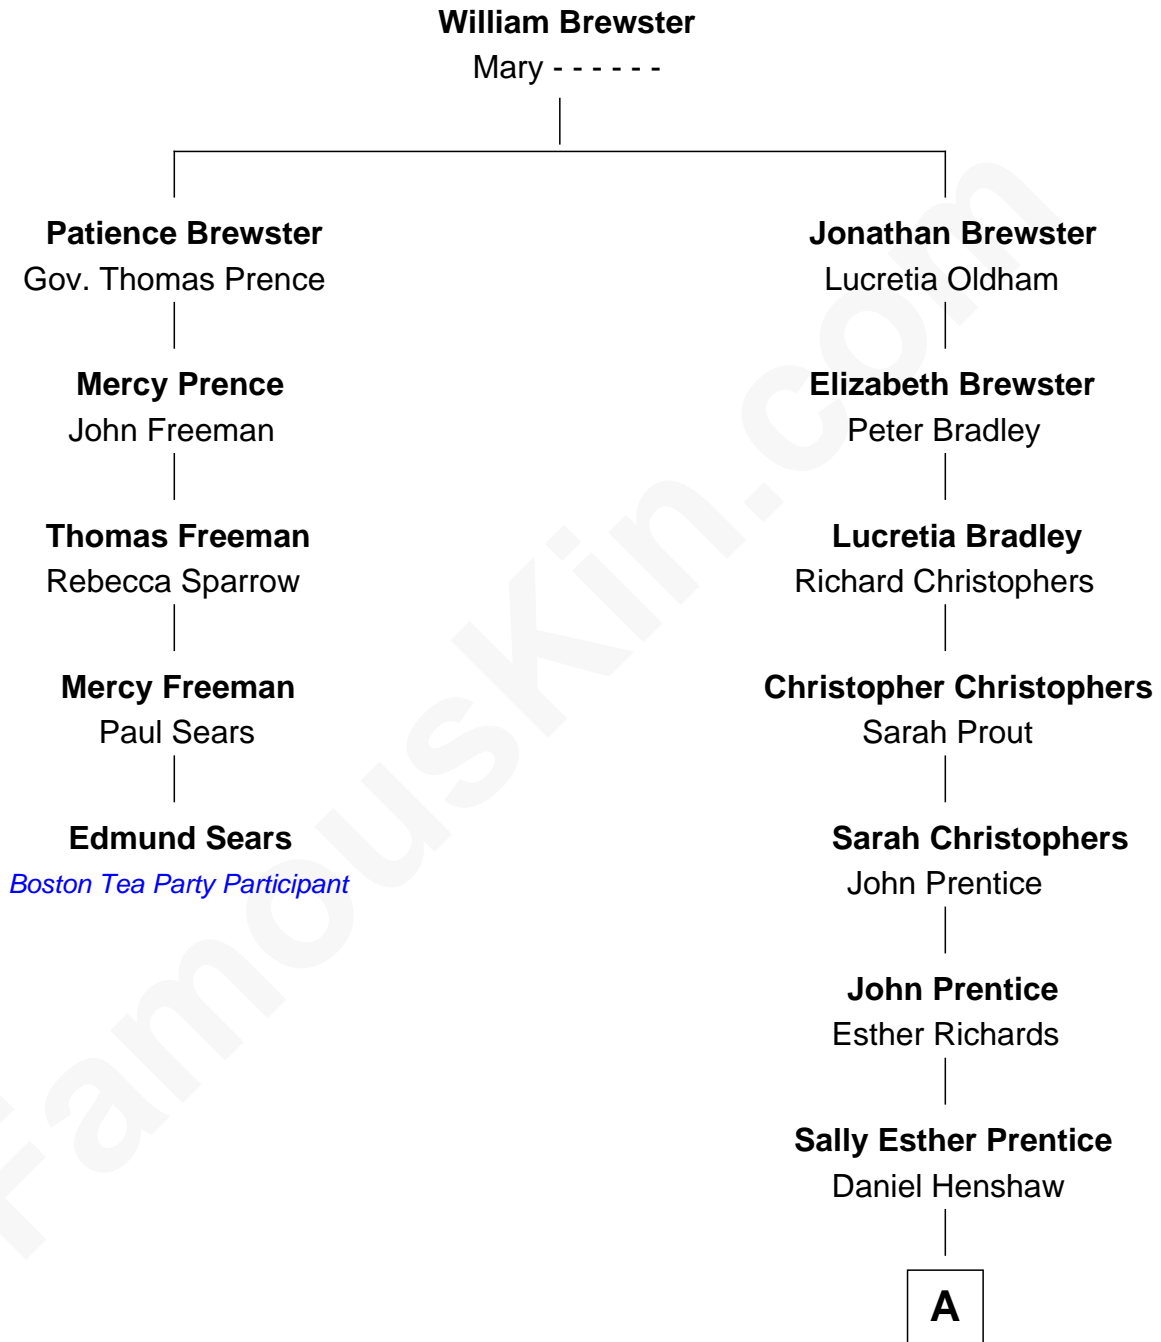 William Brewster
Mary - - - - - -
Patience Brewster
Gov. Thomas Prence
Mercy Prence
John Freeman
Thomas Freeman
Rebecca Sparrow
Mercy Freeman
Paul Sears
Edmund Sears
Boston Tea Party Participant
Jonathan Brewster
Lucretia Oldham
Elizabeth Brewster
Peter Bradley
Lucretia Bradley
Richard Christophers
Christopher Christophers
Sarah Prout
Sarah Christophers
John Prentice
John Prentice
Esther Richards
Sally Esther Prentice
Daniel Henshaw
A
FamousKin.com